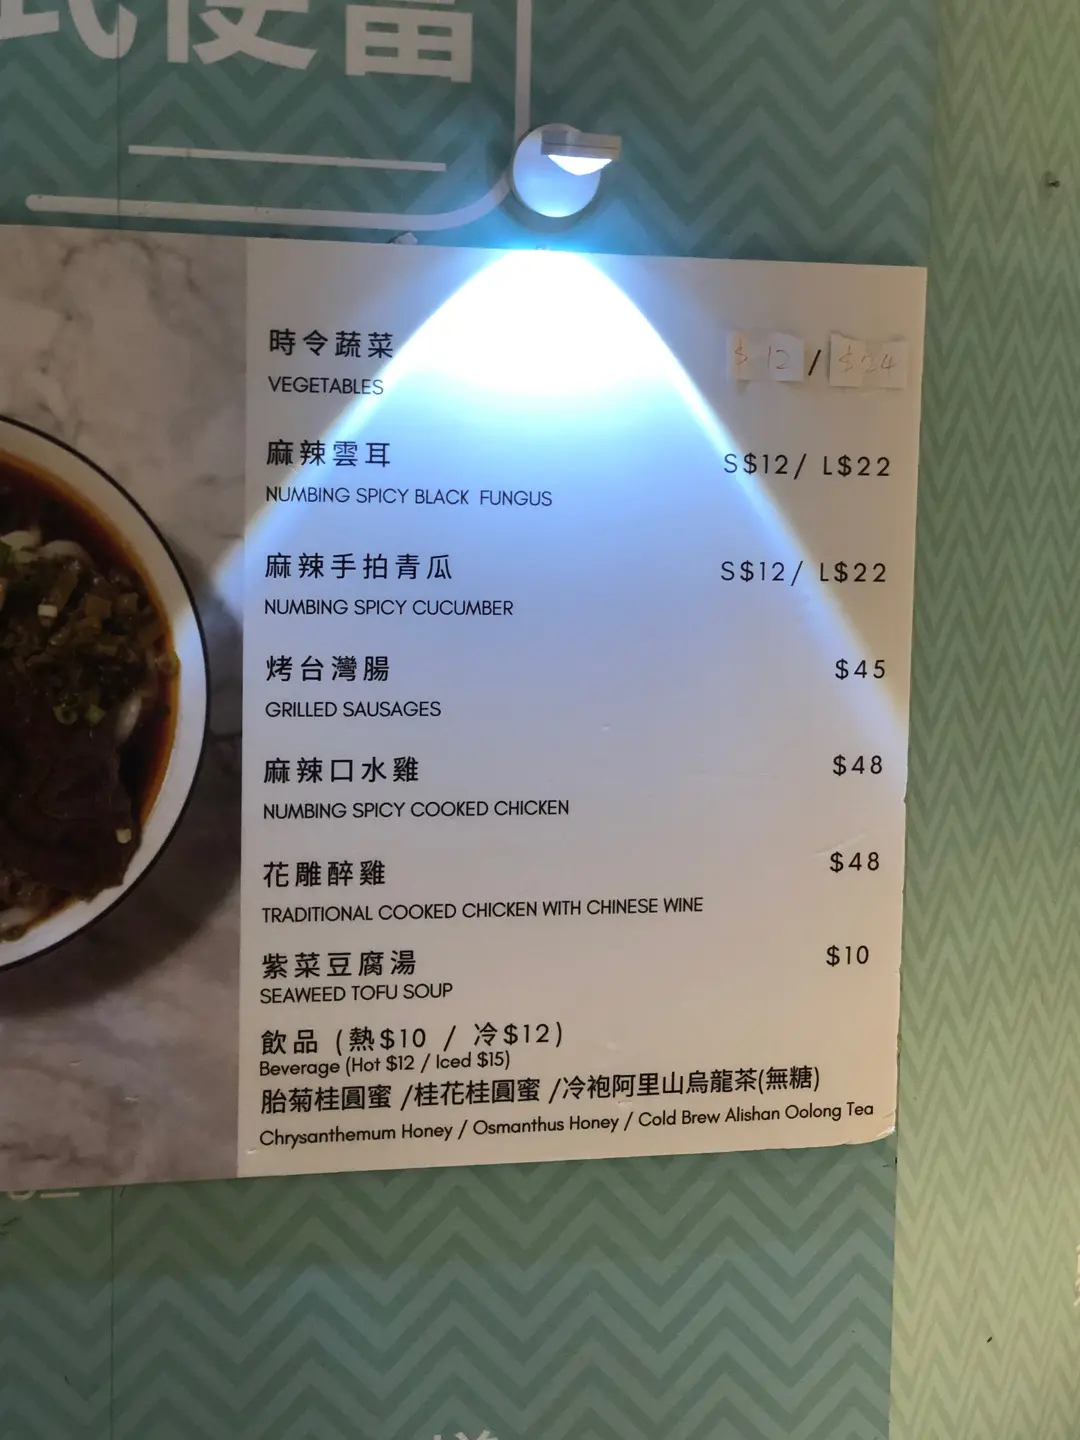 時令蔬菜
$12 / $24
VEGETABLES
麻辣雲耳
S$12/ L$22
NUMBING SPICY BLACK FUNGUS
麻辣手拍青瓜
S$12/ L$22
NUMBING SPICY CUCUMBER
烤台灣腸
$45
GRILLED SAUSAGES
麻辣口水雞
$48
NUMBING SPICY COOKED CHICKEN
花雕醉雞
$48
TRADITIONAL COOKED CHICKEN WITH CHINESE WINE
紫菜豆腐湯
$10
SEAWEED TOFU SOUP
飲品 (熱$10 / 冷$12)
Beverage (Hot $12 / Iced $15)
胎菊桂圓蜜 /桂花桂圓蜜 /冷袍阿里山烏龍茶(無糖)
Chrysanthemum Honey / Osmanthus Honey / Cold Brew Alishan Oolong Tea